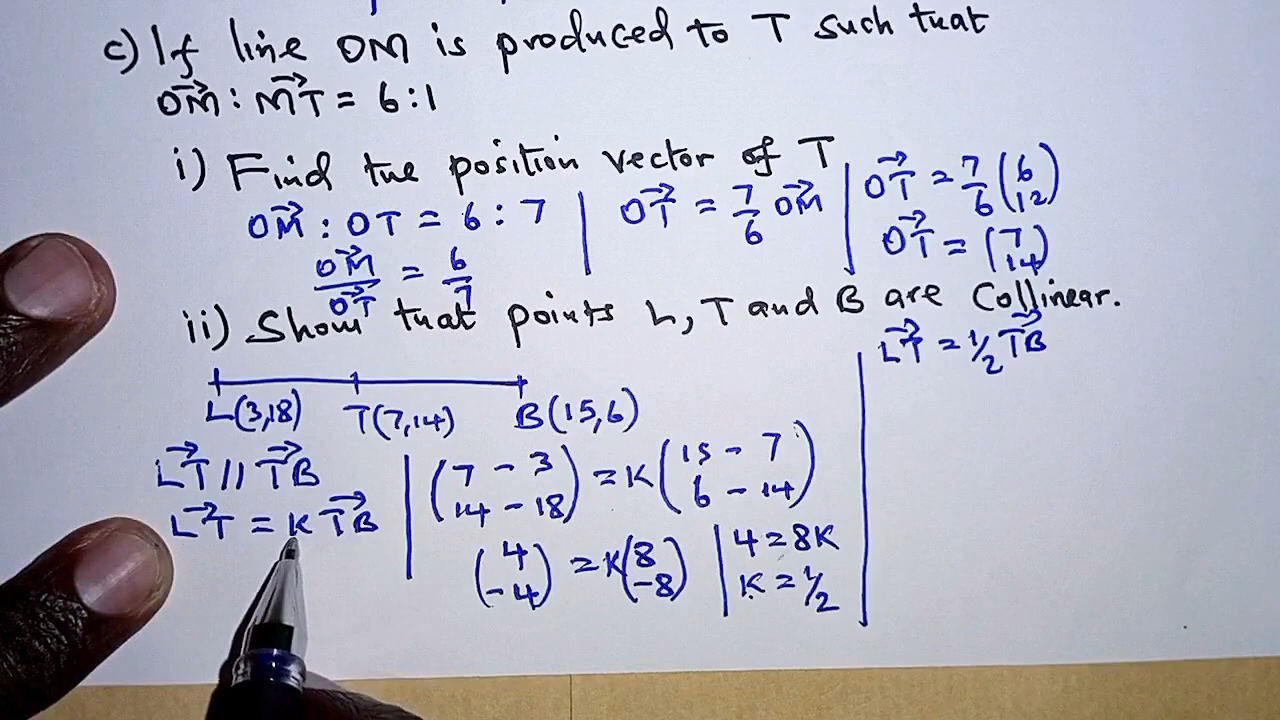 c) If line OM is produced to T such that
→OM : →MT = 6:1
i) Find the position vector of T
→OM : OT = 6 : 7
→OM/→OT = 6/7
→OT = 7/6 →OM
→OT = 7/6 (6 12)
→OT = (7 14)
ii) Show that points L, T and B are Collinear.
L(3,18) T(7,14) B(15,6)
→LT // →TB
→LT = K →TB
(7 - 3 14 - 18) = K (15 - 7 6 - 14)
(4 -4) = K (8 -8)
4 = 8K
K = 1/2
→LT = 1/2 →TB